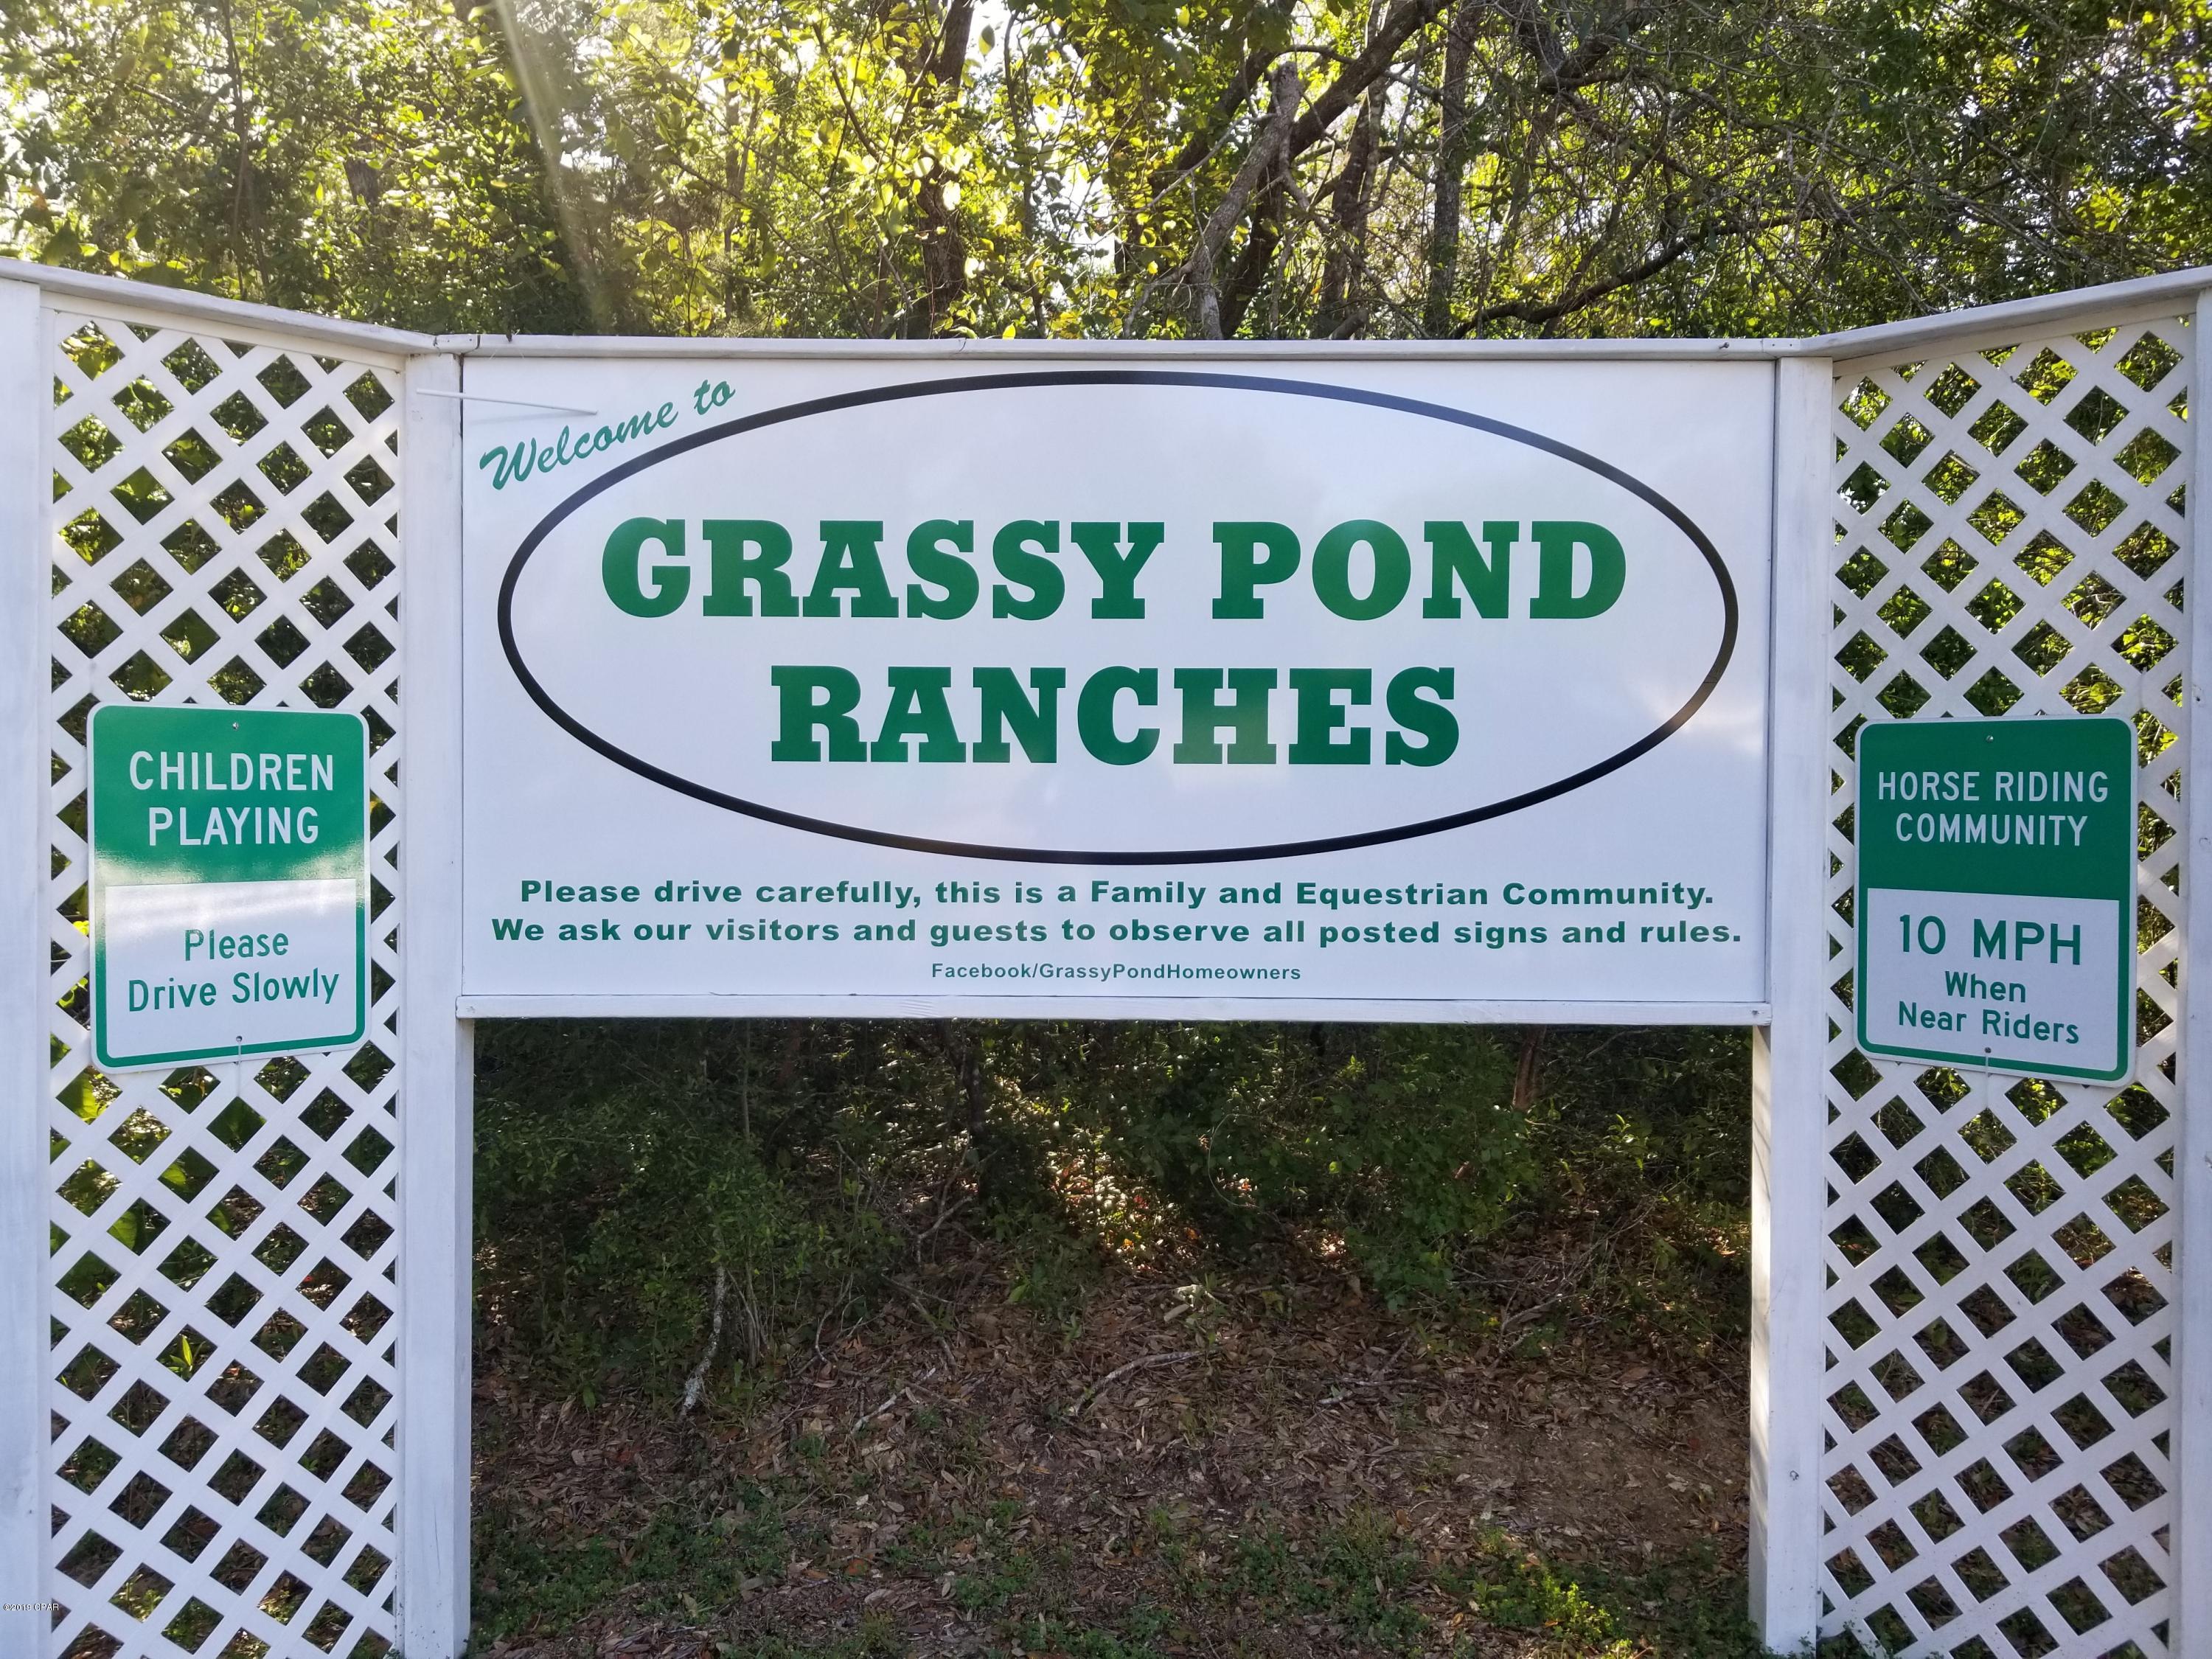 Welcome to
GRASSY POND
RANCHES
Please drive carefully, this is a Family and Equestrian Community.
We ask our visitors and guests to observe all posted signs and rules.
Facebook/GrassyPondHomeowners
CHILDREN
PLAYING
Please
Drive Slowly
HORSE RIDING
COMMUNITY
10 MPH
When
Near Riders
©2019 CPAR